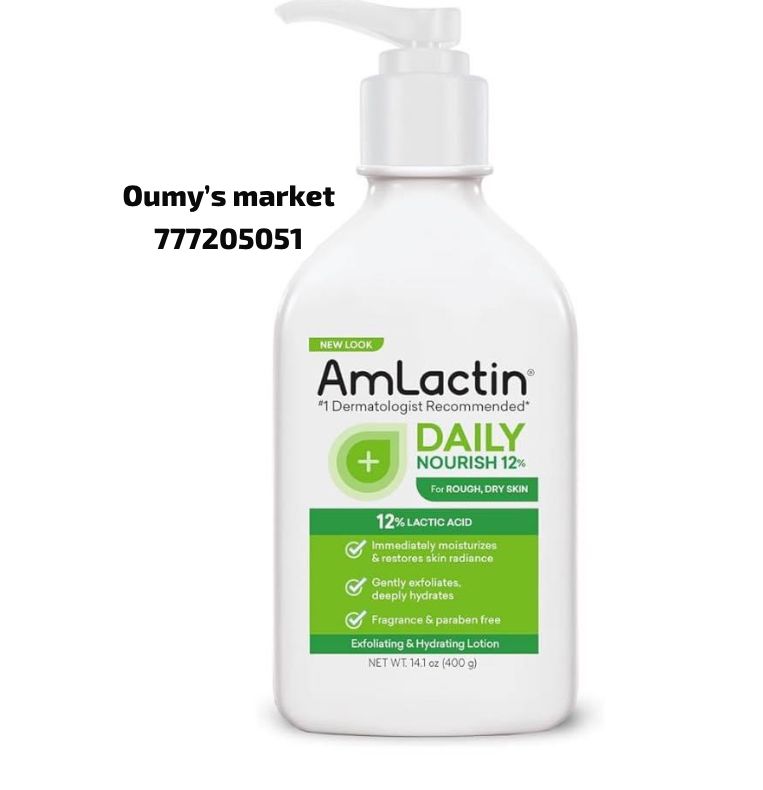 Oumy's market
777205051
NEW LOOK
AmLactin®
#1 Dermatologist Recommended*
DAILY
NOURISH 12%
For ROUGH, DRY SKIN
12% LACTIC ACID
Immediately moisturizes
& restores skin radiance
Gently exfoliates,
deeply hydrates
Fragrance & paraben free
Exfoliating & Hydrating Lotion
NET WT. 14.1 oz (400 g)